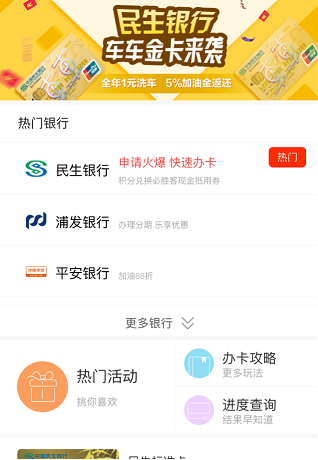 民生银行
车车金卡来袭
全年1元洗车 5%加油金返还
热门银行
民生银行
申请火爆 快速办卡
积分兑换必胜客现金抵用券
热门
浦发银行
办理分期 乐享优惠
平安银行
加油88折
更多银行
热门活动
挑你喜欢
办卡攻略
更多玩法
进度查询
结果早知道